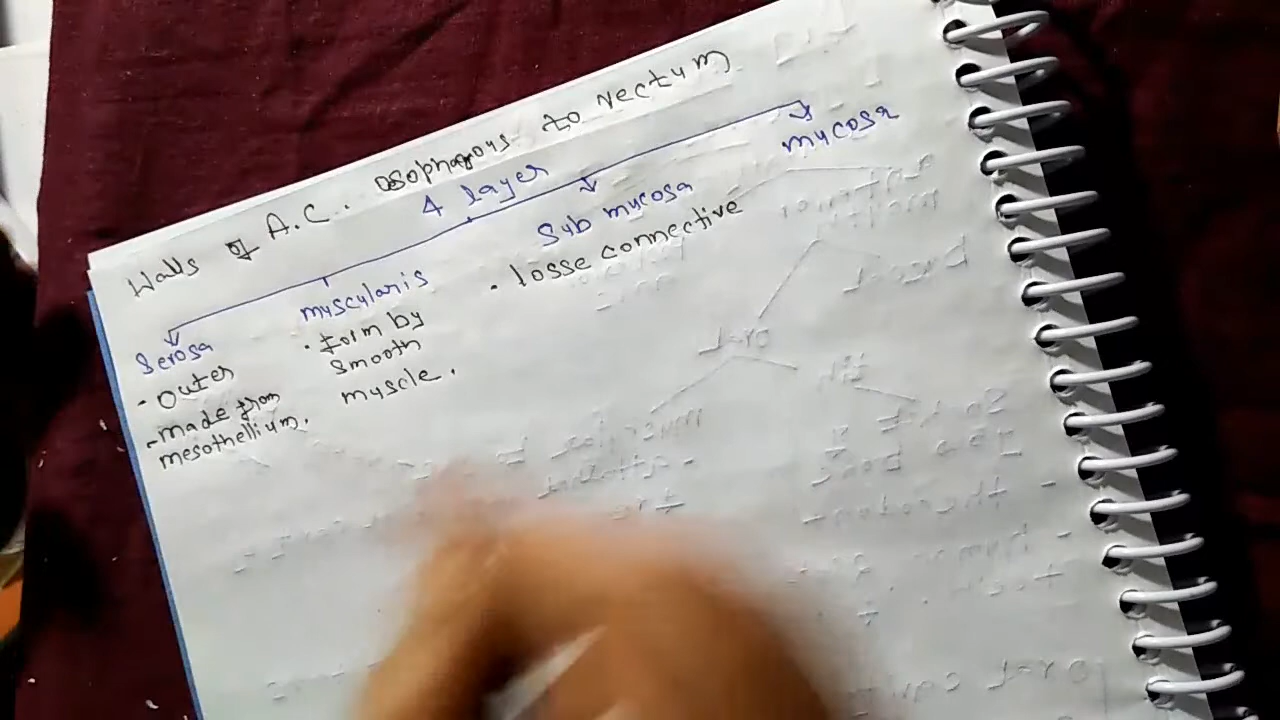 Walls of A.C. Osophagous to rectum
4 layer
Serosa
- outer
- made from
mesothellium.
muscularis
. form by
smooth
muscle.
Sub mucosa
. losse connective
mucosa